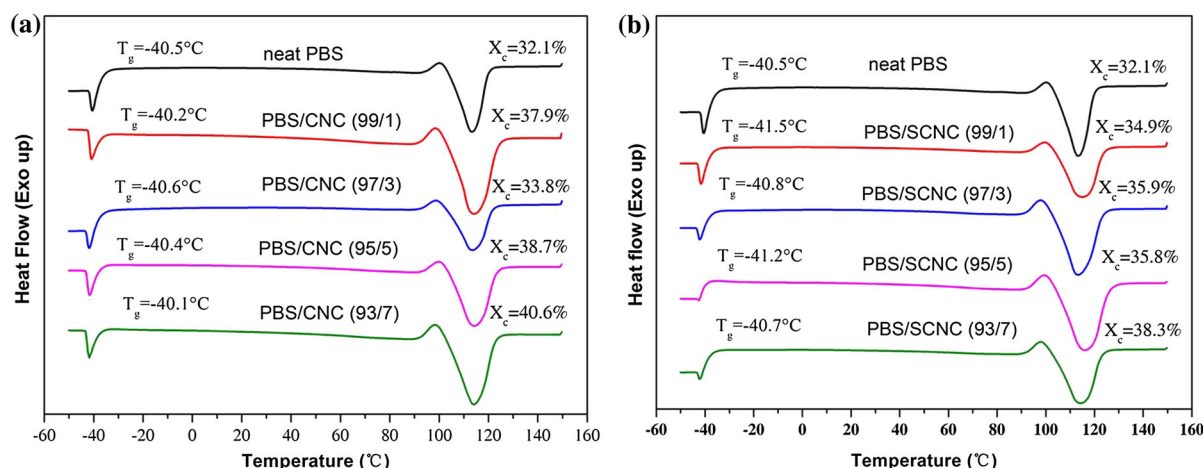 (a)
Tg=-40.5°C
neat PBS
Xc=32.1%
Tg=-40.2°C
PBS/CNC (99/1)
Xc=37.9%
Tg=-40.6°C
PBS/CNC (97/3)
Xc=33.8%
Tg=-40.4°C
PBS/CNC (95/5)
Xc=38.7%
Tg=-40.1°C
PBS/CNC (93/7)
Xc=40.6%
Heat Flow (Exo up)
-60 -40 -20 0 20 40 60 80 100 120 140 160
Temperature (℃)
(b)
Tg=-40.5°C
neat PBS
Xc=32.1%
Tg=-41.5°C
PBS/SCNC (99/1)
Xc=34.9%
Tg=-40.8°C
PBS/SCNC (97/3)
Xc=35.9%
Tg=-41.2°C
PBS/SCNC (95/5)
Xc=35.8%
Tg=-40.7°C
PBS/SCNC (93/7)
Xc=38.3%
Heat flow (Exo up)
-60 -40 -20 0 20 40 60 80 100 120 140 160
Temperature (℃)